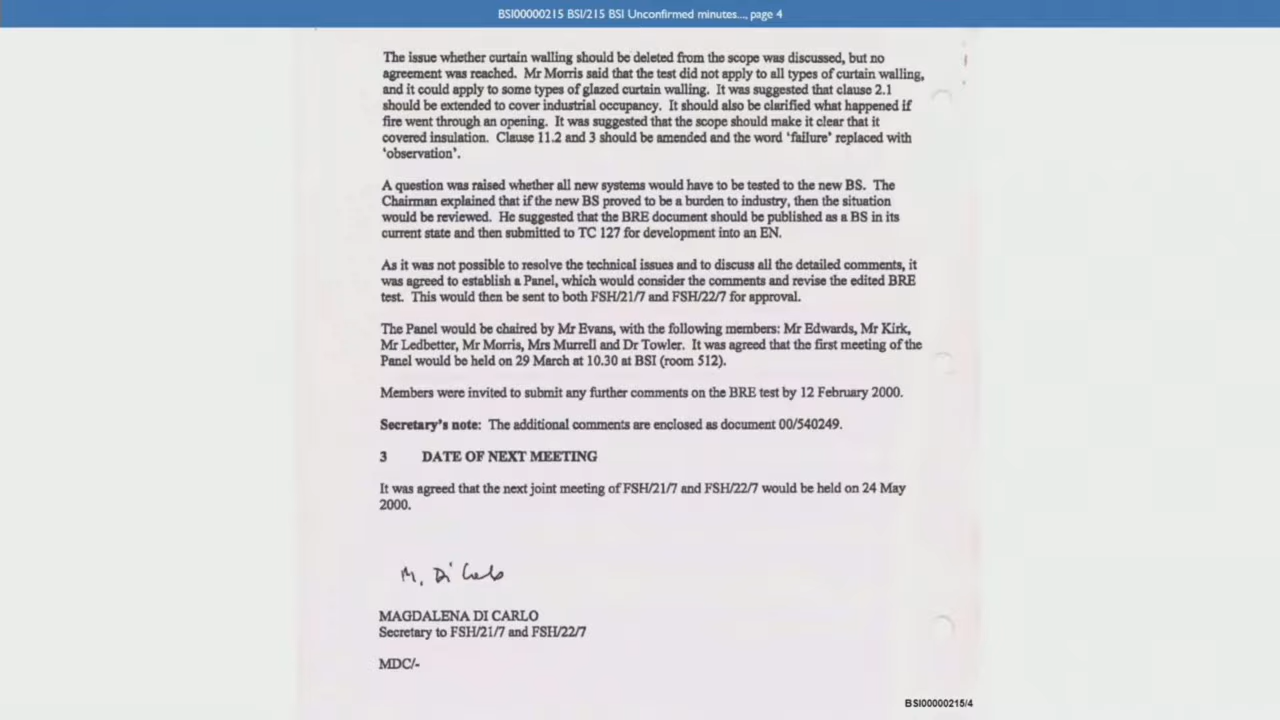 BSI00000215 BSI/215 BSI Unconfirmed minutes..., page 4
The issue whether curtain walling should be deleted from the scope was discussed, but no
agreement was reached. Mr Morris said that the test did not apply to all types of curtain walling,
and it could apply to some types of glazed curtain walling. It was suggested that clause 2.1
should be extended to cover industrial occupancy. It should also be clarified what happened if
fire went through an opening. It was suggested that the scope should make it clear that it
covered insulation. Clause 11.2 and 3 should be amended and the word 'failure' replaced with
'observation'.
A question was raised whether all new systems would have to be tested to the new BS. The
Chairman explained that if the new BS proved to be a burden to industry, then the situation
would be reviewed. He suggested that the BRE document should be published as a BS in its
current state and then submitted to TC 127 for development into an EN.
As it was not possible to resolve the technical issues and to discuss all the detailed comments, it
was agreed to establish a Panel, which would consider the comments and revise the edited BRE
test. This would then be sent to both FSH/21/7 and FSH/22/7 for approval.
The Panel would be chaired by Mr Evans, with the following members: Mr Edwards, Mr Kirk,
Mr Ledbetter, Mr Morris, Mrs Murrell and Dr Towler. It was agreed that the first meeting of the
Panel would be held on 29 March at 10.30 at BSI (room 512).
Members were invited to submit any further comments on the BRE test by 12 February 2000.
Secretary's note: The additional comments are enclosed as document 00/540249.
3 DATE OF NEXT MEETING
It was agreed that the next joint meeting of FSH/21/7 and FSH/22/7 would be held on 24 May
2000.
M. Di Carlo
MAGDALENA DI CARLO
Secretary to FSH/21/7 and FSH/22/7
MDC/-
BSI00000215/4